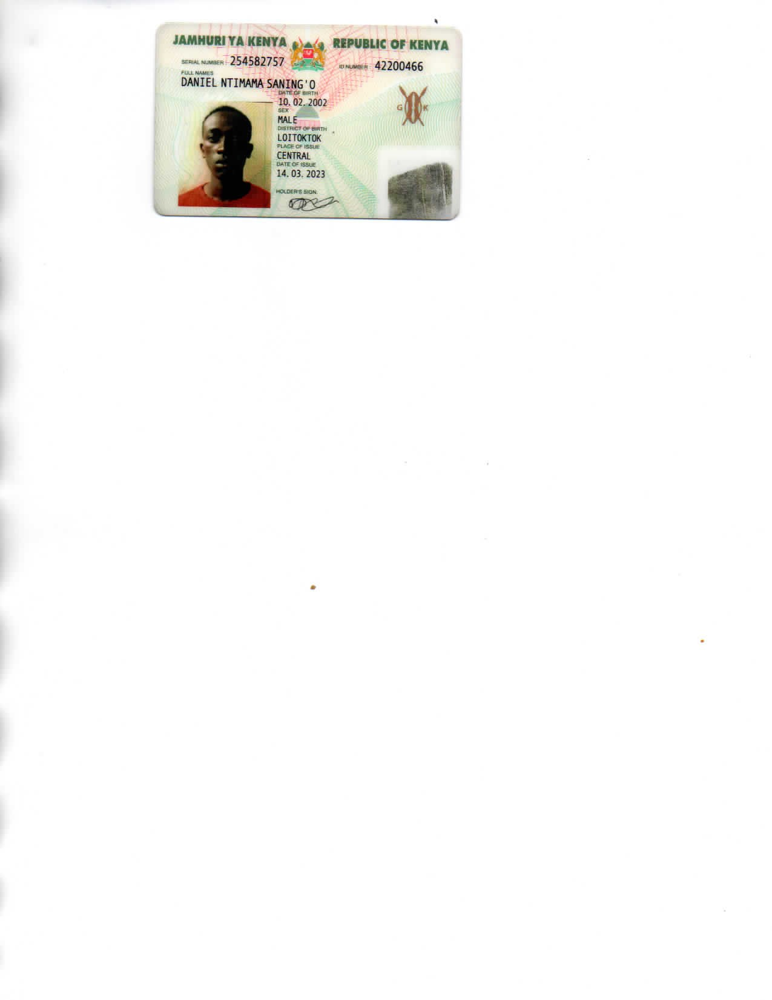 JAMHURI YA KENYA REPUBLIC OF KENYA
SERIAL NUMBER : 254582757 ID NUMBER : 42200466
FULL NAMES
DANIEL NTIMAMA SANING'O
DATE OF BIRTH
10. 02. 2002
SEX
MALE
G K
DISTRICT OF BIRTH
LOITOKTOK
PLACE OF ISSUE
CENTRAL
DATE OF ISSUE
14. 03. 2023
HOLDER'S SIGN.